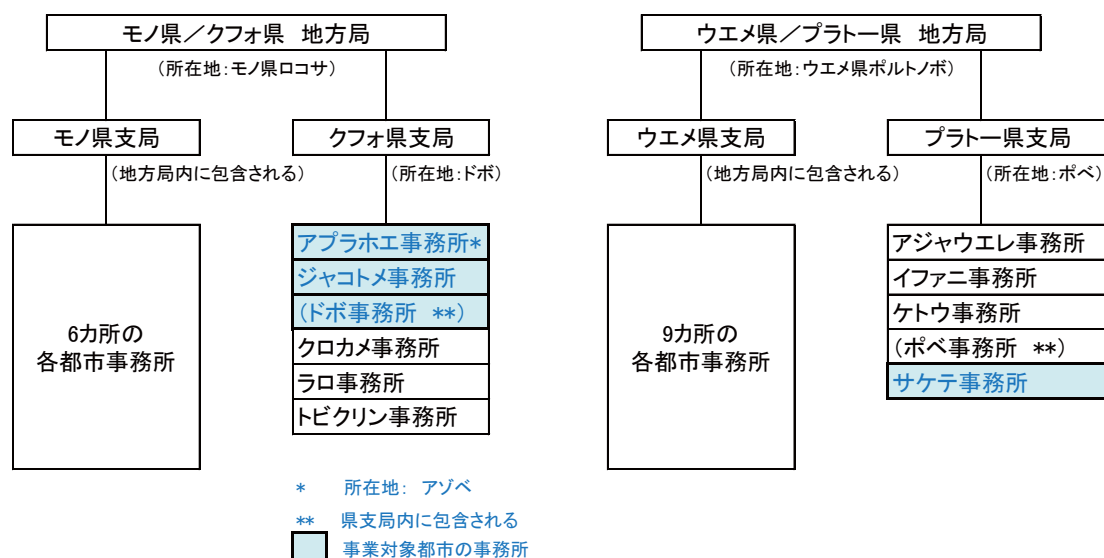 モノ県／クフォ県 地方局
（所在地：モノ県ロコサ）
モノ県支局
クフォ県支局
（地方局内に包含される）
（所在地：ドボ）
6カ所の
各都市事務所
アプラホエ事務所*
ジャコトメ事務所
（ドボ事務所 **）
クロカメ事務所
ラロ事務所
トビクリン事務所
* 所在地： アゾベ
** 県支局内に包含される
事業対象都市の事務所
ウエメ県／プラトー県 地方局
（所在地：ウエメ県ポルトノボ）
ウエメ県支局
プラトー県支局
（地方局内に包含される）
（所在地：ポベ）
9カ所の
各都市事務所
アジャウエレ事務所
イファニ事務所
ケトウ事務所
（ポベ事務所 **）
サケテ事務所